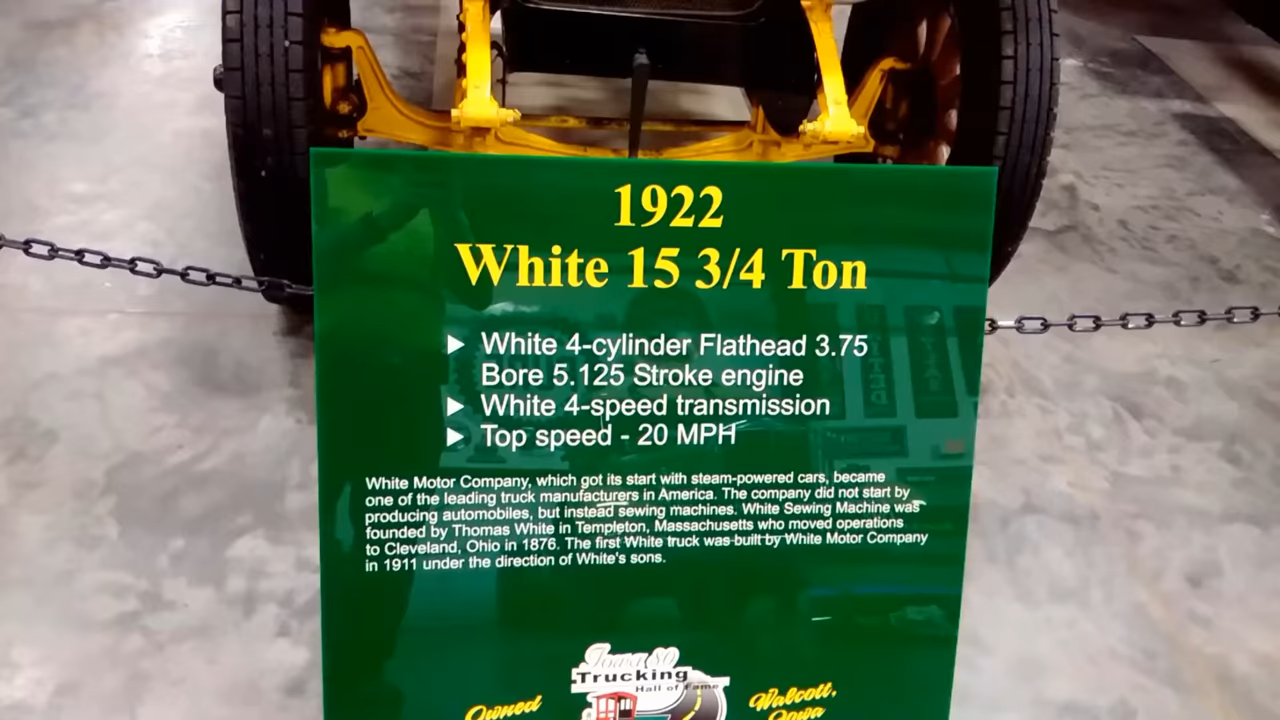 1922
White 15 3/4 Ton
► White 4-cylinder Flathead 3.75
Bore 5.125 Stroke engine
► White 4-speed transmission
► Top speed - 20 MPH
White Motor Company, which got its start with steam-powered cars, became
one of the leading truck manufacturers in America. The company did not start by
producing automobiles, but instead sewing machines. White Sewing Machine was
founded by Thomas White in Templeton, Massachusetts who moved operations
to Cleveland, Ohio in 1876. The first White truck was built by White Motor Company
in 1911 under the direction of White's sons.
Iowa 80
Trucking
Hall of Fame
Owned
Walcott,
Iowa